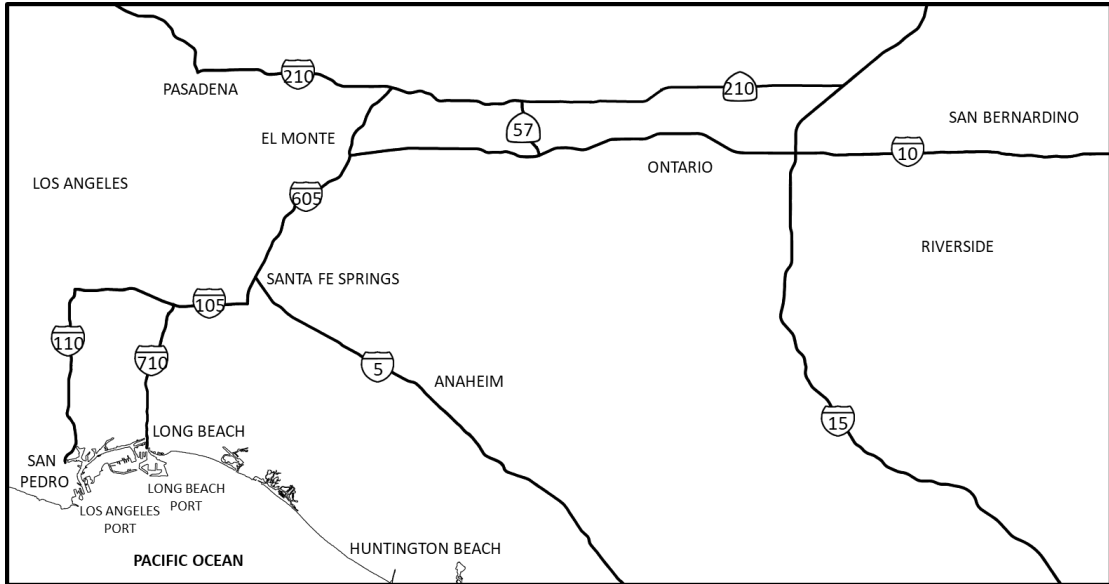 210
PASADENA
210
57
SAN BERNARDINO
EL MONTE
10
ONTARIO
LOS ANGELES
605
RIVERSIDE
SANTA FE SPRINGS
105
110
710
5
ANAHEIM
15
LONG BEACH
SAN
PEDRO
LONG BEACH
PORT
LOS ANGELES
PORT
HUNTINGTON BEACH
PACIFIC OCEAN